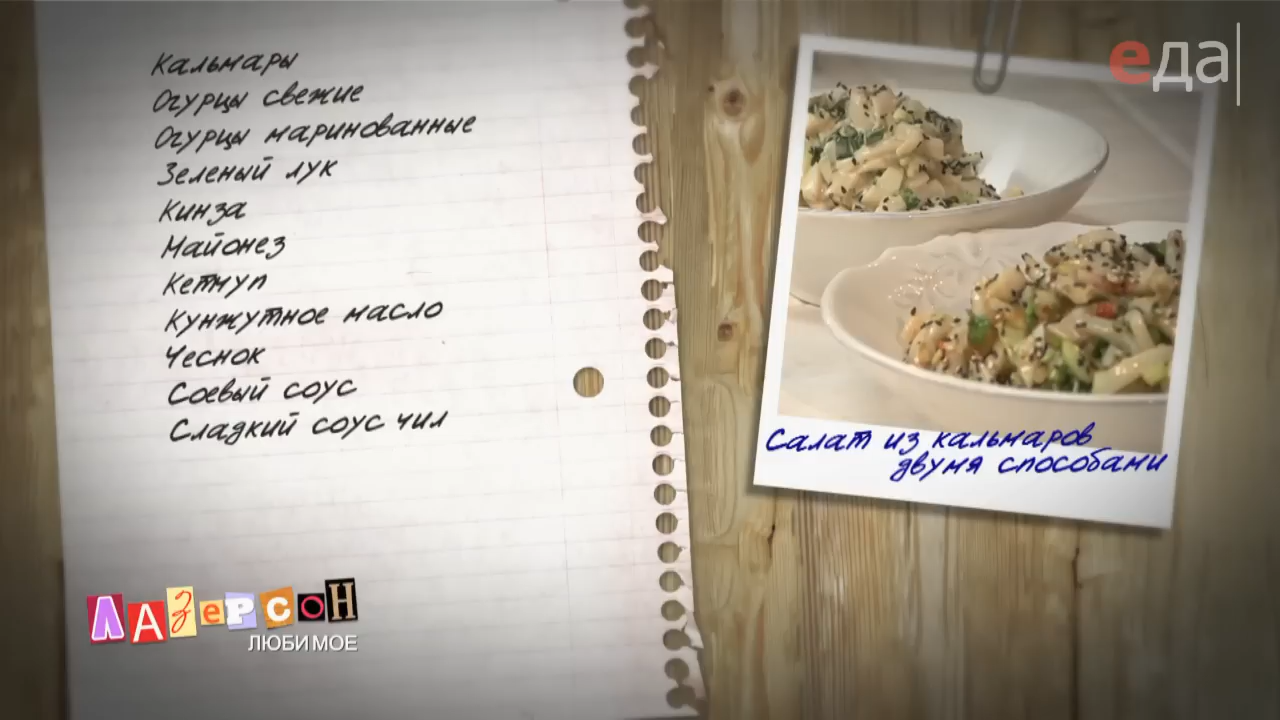 Кальмары
Огурцы свежие
Огурцы маринованные
Зеленый лук
Кинза
Майонез
Кетчуп
Кунжутное масло
Чеснок
Соевый соус
Сладкий соус чил
еда
Салат из кальмаров
двумя способами
ЛАЗЕРСОН
ЛЮБИМОЕ